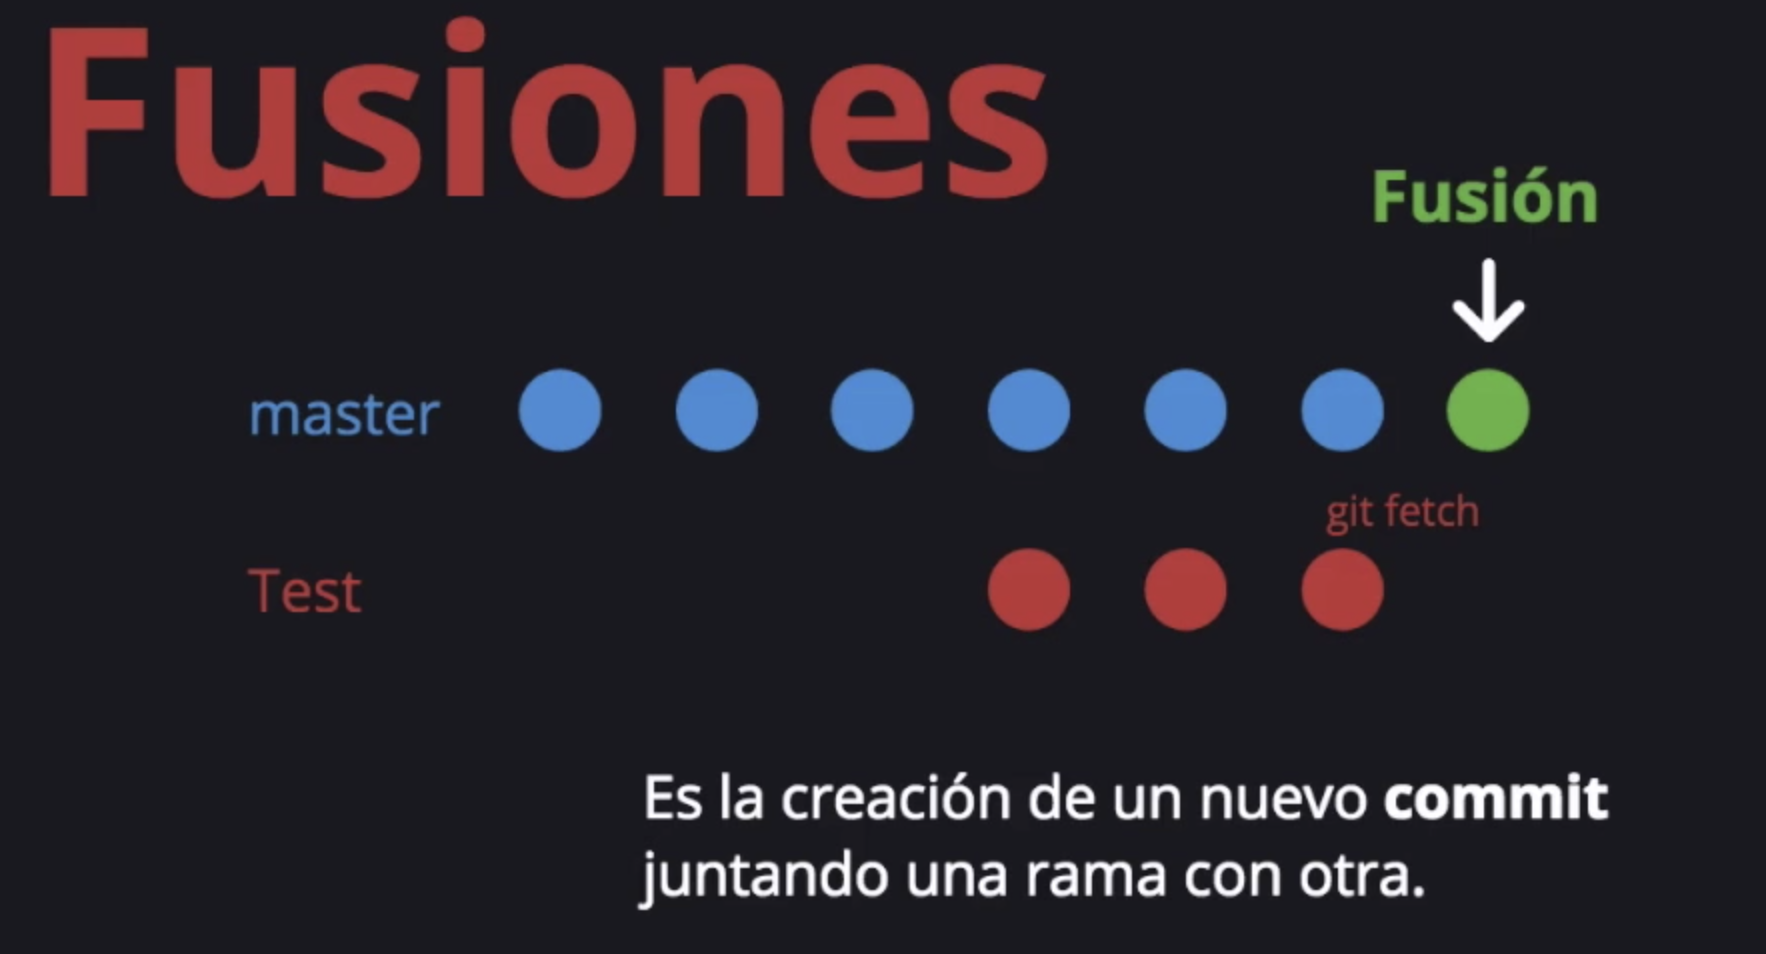 Fusiones
Fusión
master
git fetch
Test
Es la creación de un nuevo commit
juntando una rama con otra.